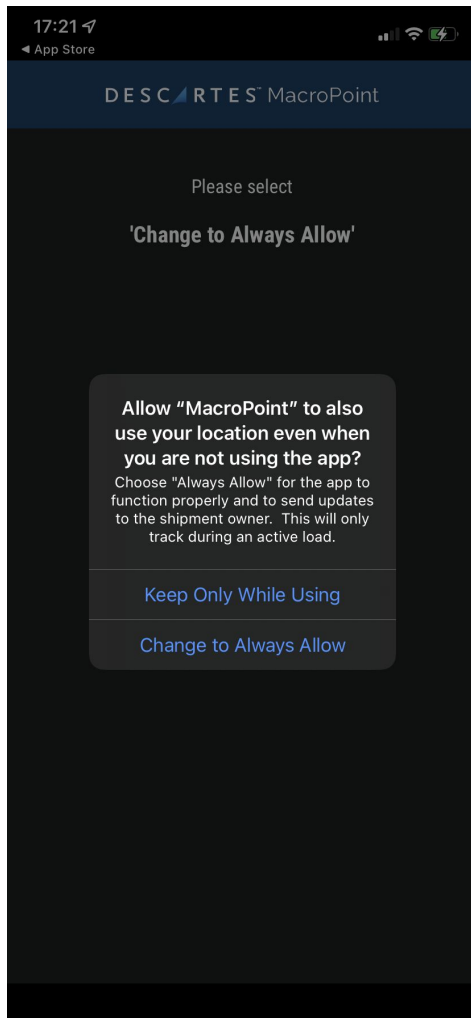 17:21
◀ App Store
DESCARTES™ MacroPoint
Please select
'Change to Always Allow'
Allow “MacroPoint” to also
use your location even when
you are not using the app?
Choose "Always Allow" for the app to
function properly and to send updates
to the shipment owner.  This will only
track during an active load.
Keep Only While Using
Change to Always Allow